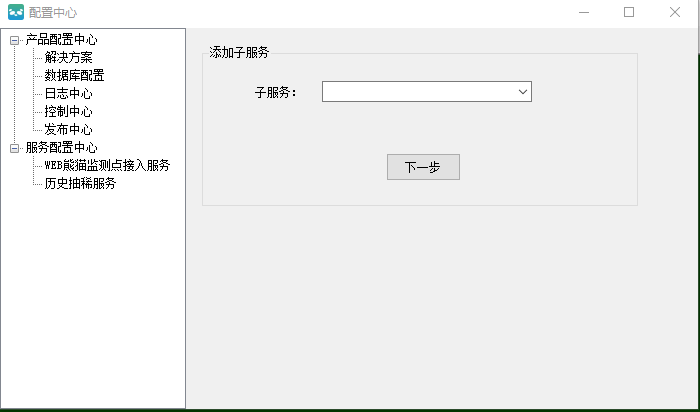 配置中心
产品配置中心
解决方案
数据库配置
日志中心
控制中心
发布中心
服务配置中心
WEB熊猫监测点接入服务
历史抽稀服务
添加子服务
子服务：
下一步